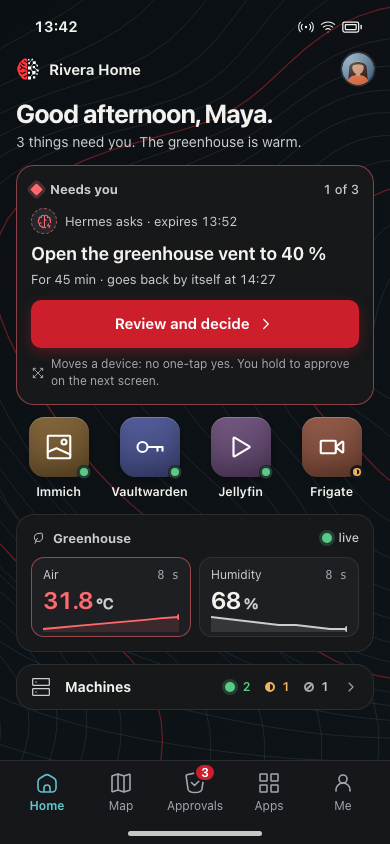 13:42
Rivera Home
Good afternoon, Maya.
3 things need you. The greenhouse is warm.
Needs you
1 of 3
Hermes asks · expires 13:52
Open the greenhouse vent to 40 %
For 45 min · goes back by itself at 14:27
Review and decide
Moves a device: no one-tap yes. You hold to approve
on the next screen.
Immich
Vaultwarden
Jellyfin
Frigate
Greenhouse
live
Air
8 s
Humidity
8 s
31.8 °C
68 %
Machines
2
1
1
3
Home
Map
Approvals
Apps
Me